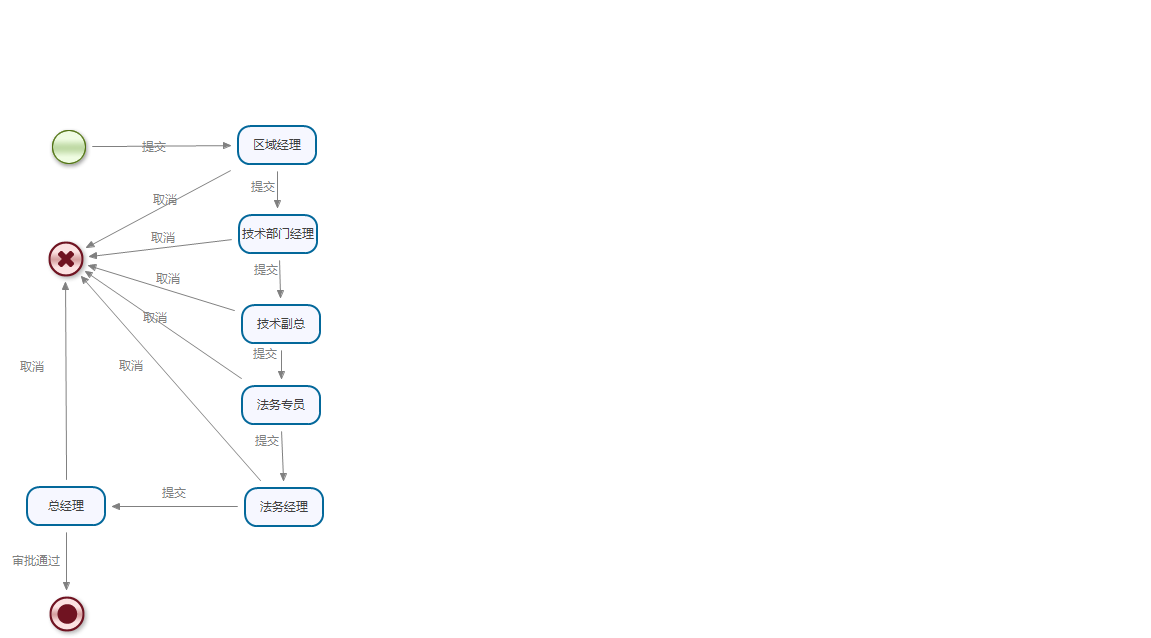 提交
区域经理
提交
取消
技术部门经理
取消
提交
取消
技术副总
取消
提交
取消
取消
法务专员
提交
提交
总经理
法务经理
审批通过